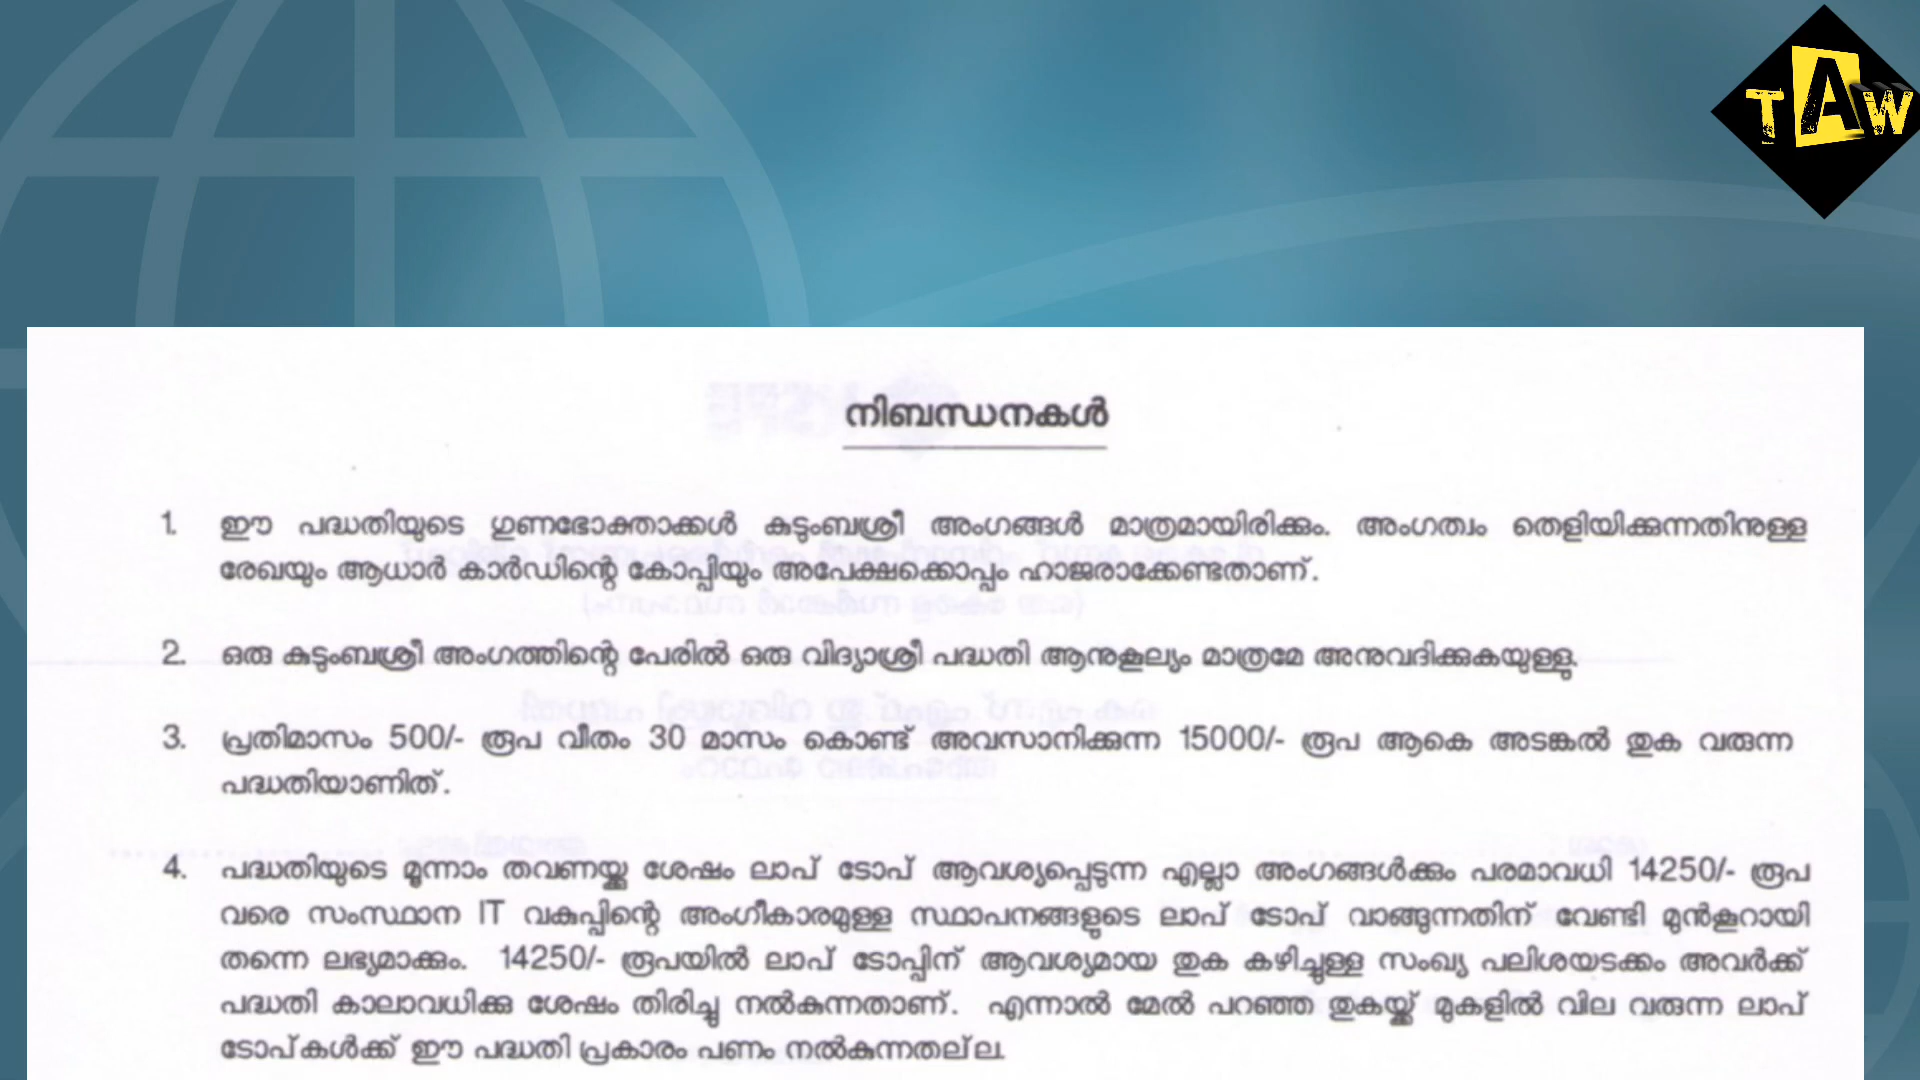 TAW
നിബന്ധനകൾ
1. ഈ പദ്ധതിയുടെ ഗുണഭോക്താക്കൾ കുടുംബശ്രീ അംഗങ്ങൾ മാത്രമായിരിക്കും. അംഗത്വം തെളിയിക്കുന്നതിനുള്ള
രേഖയും ആധാർ കാർഡിന്റെ കോപ്പിയും അപേക്ഷക്കൊപ്പം ഹാജരാക്കേണ്ടതാണ്.
2. ഒരു കുടുംബശ്രീ അംഗത്തിന്റെ പേരിൽ ഒരു വിദ്യാശ്രീ പദ്ധതി ആനുകൂല്യം മാത്രമേ അനുവദിക്കുകയുള്ളൂ.
3. പ്രതിമാസം 500/- രൂപ വീതം 30 മാസം കൊണ്ട് അവസാനിക്കുന്ന 15000/- രൂപ ആകെ അടങ്കൽ തുക വരുന്ന
പദ്ധതിയാണിത്.
4. പദ്ധതിയുടെ മൂന്നാം തവണയ്ക്കു ശേഷം ലാപ് ടോപ് ആവശ്യപ്പെടുന്ന എല്ലാ അംഗങ്ങൾക്കും പരമാവധി 14250/- രൂപ
വരെ സംസ്ഥാന IT വകുപ്പിന്റെ അംഗീകാരമുള്ള സ്ഥാപനങ്ങളുടെ ലാപ് ടോപ് വാങ്ങുന്നതിന് വേണ്ടി മുൻകൂറായി
തന്നെ ലഭ്യമാക്കും. 14250/- രൂപയിൽ ലാപ് ടോപ്പിന് ആവശ്യമായ തുക കഴിച്ചുള്ള സംഖ്യ പലിശയടക്കം അവർക്ക്
പദ്ധതി കാലാവധിക്കു ശേഷം തിരിച്ചു നൽകുന്നതാണ്. എന്നാൽ മേൽ പറഞ്ഞ തുകയ്ക്ക് മുകളിൽ വില വരുന്ന ലാപ്
ടോപ്കൾക്ക് ഈ പദ്ധതി പ്രകാരം പണം നൽകുന്നതല്ല.